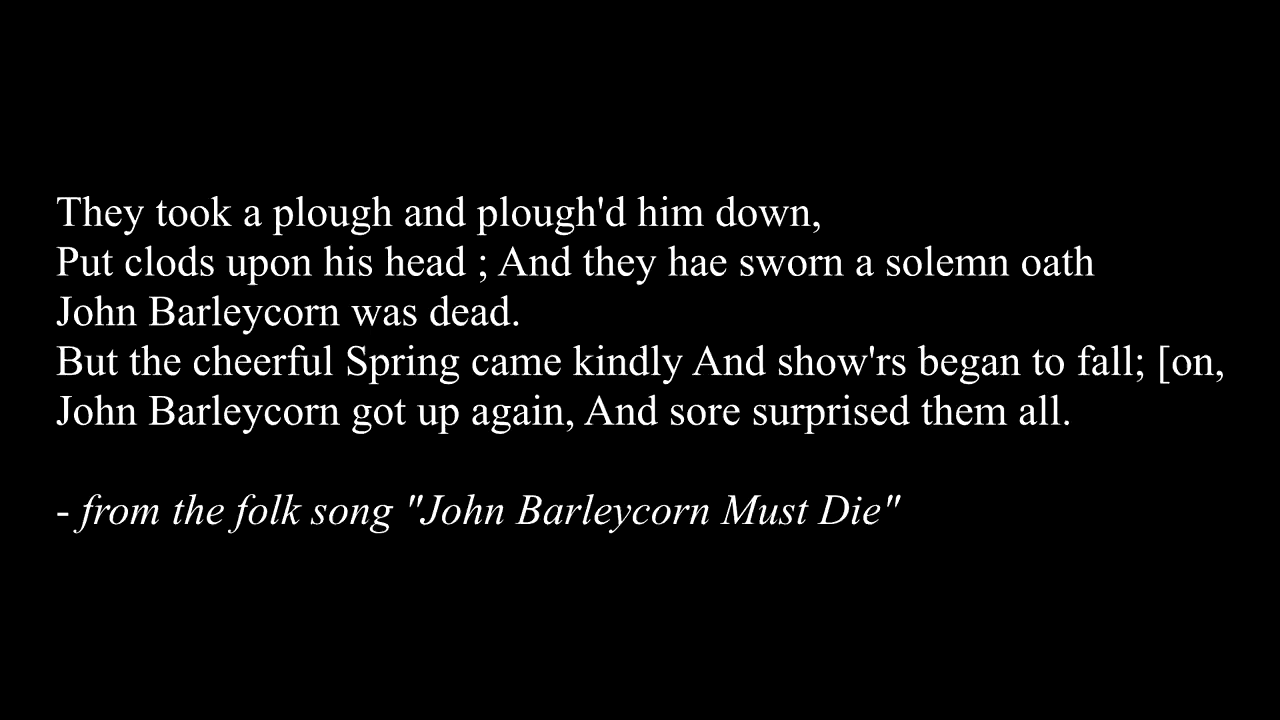 They took a plough and plough'd him down,
Put clods upon his head ; And they hae sworn a solemn oath
John Barleycorn was dead.
But the cheerful Spring came kindly And show'rs began to fall; [on,
John Barleycorn got up again, And sore surprised them all.
- from the folk song "John Barleycorn Must Die"